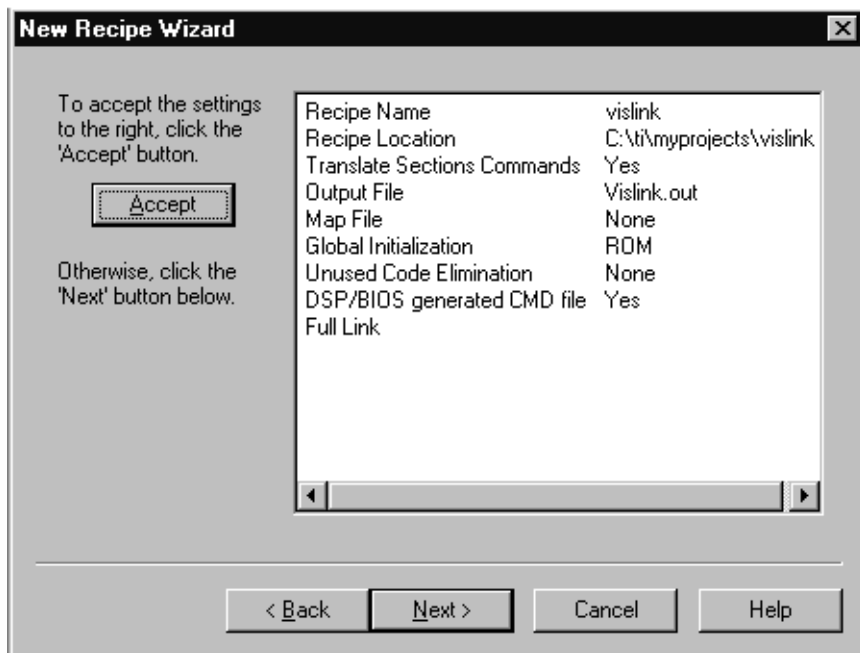 New Recipe Wizard
To accept the settings
to the right, click the
'Accept' button.
Accept
Otherwise, click the
'Next' button below.
Recipe Name vislink
Recipe Location C:\ti\myprojects\vislink
Translate Sections Commands Yes
Output File Vislink.out
Map File None
Global Initialization ROM
Unused Code Elimination None
DSP/BIOS generated CMD file Yes
Full Link
< Back Next > Cancel Help